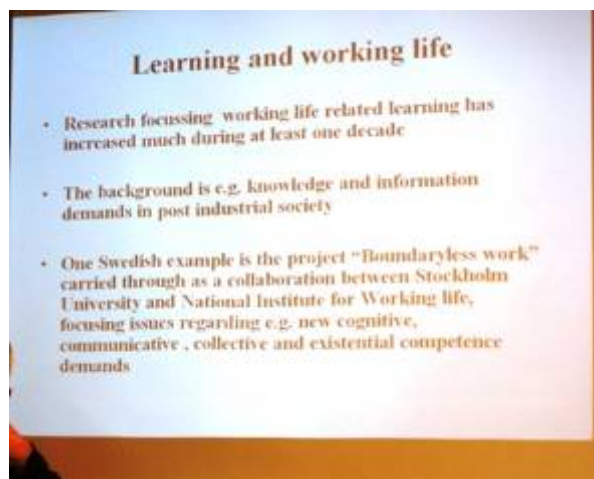 Learning and working life
• Research focussing working life related learning has
increased much during at least one decade
• The background is e.g. knowledge and information
demands in post industrial society
• One Swedish example is the project “Boundaryless work”
carried through as a collaboration between Stockholm
University and National Institute for Working life,
focusing issues regarding e.g. new cognitive,
communicative , collective and existential competence
demands